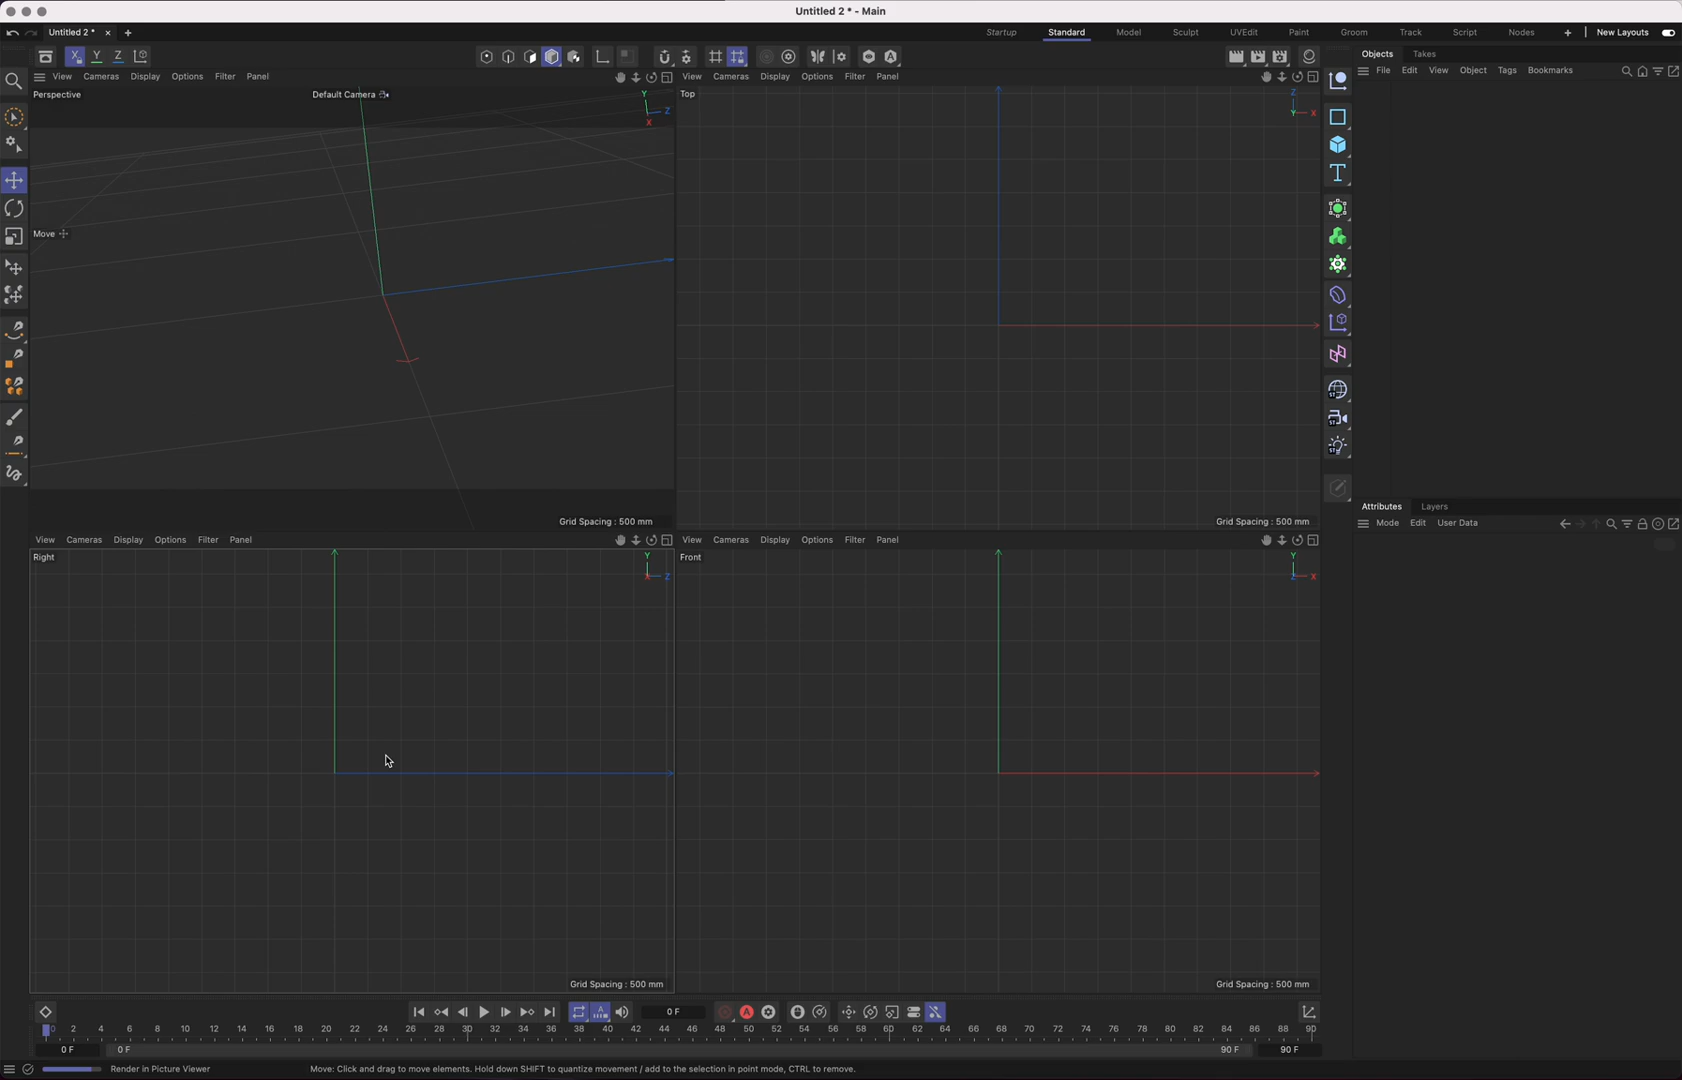 Untitled 2 * - Main
Untitled 2 *
Startup Standard Model Sculpt UVEdit Paint Groom Track Script Nodes New Layouts
X Y Z
Objects Takes
View Cameras Display Options Filter Panel
View Cameras Display Options Filter Panel
File Edit View Object Tags Bookmarks
Perspective
Default Camera
Y
Z
X
Top
Z
Y X
Move
Grid Spacing : 500 mm
Grid Spacing : 500 mm
Attributes Layers
Mode Edit User Data
View Cameras Display Options Filter Panel
View Cameras Display Options Filter Panel
Right
Y
X Z
Front
Y
Z X
Grid Spacing : 500 mm
Grid Spacing : 500 mm
0 F
0 2 4 6 8 10 12 14 16 18 20 22 24 26 28 30 32 34 36 38 40 42 44 46 48 50 52 54 56 58 60 62 64 66 68 70 72 74 76 78 80 82 84 86 88 90
0 F 0 F 90 F 90 F
Render in Picture Viewer
Move: Click and drag to move elements. Hold down SHIFT to quantize movement / add to the selection in point mode, CTRL to remove.